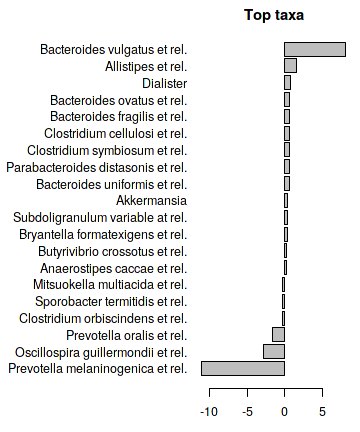 Top taxa
Bacteroides vulgatus et rel.
Allistipes et rel.
Dialister
Bacteroides ovatus et rel.
Bacteroides fragilis et rel.
Clostridium cellulosi et rel.
Clostridium symbiosum et rel.
Parabacteroides distasonis et rel.
Bacteroides uniformis et rel.
Akkermansia
Subdoligranulum variable at rel.
Bryantella formatexigens et rel.
Butyrivibrio crossotus et rel.
Anaerostipes caccae et rel.
Mitsuokella multiacida et rel.
Sporobacter termitidis et rel.
Clostridium orbiscindens et rel.
Prevotella oralis et rel.
Oscillospira guillermondii et rel.
Prevotella melaninogenica et rel.
-10 -5 0 5